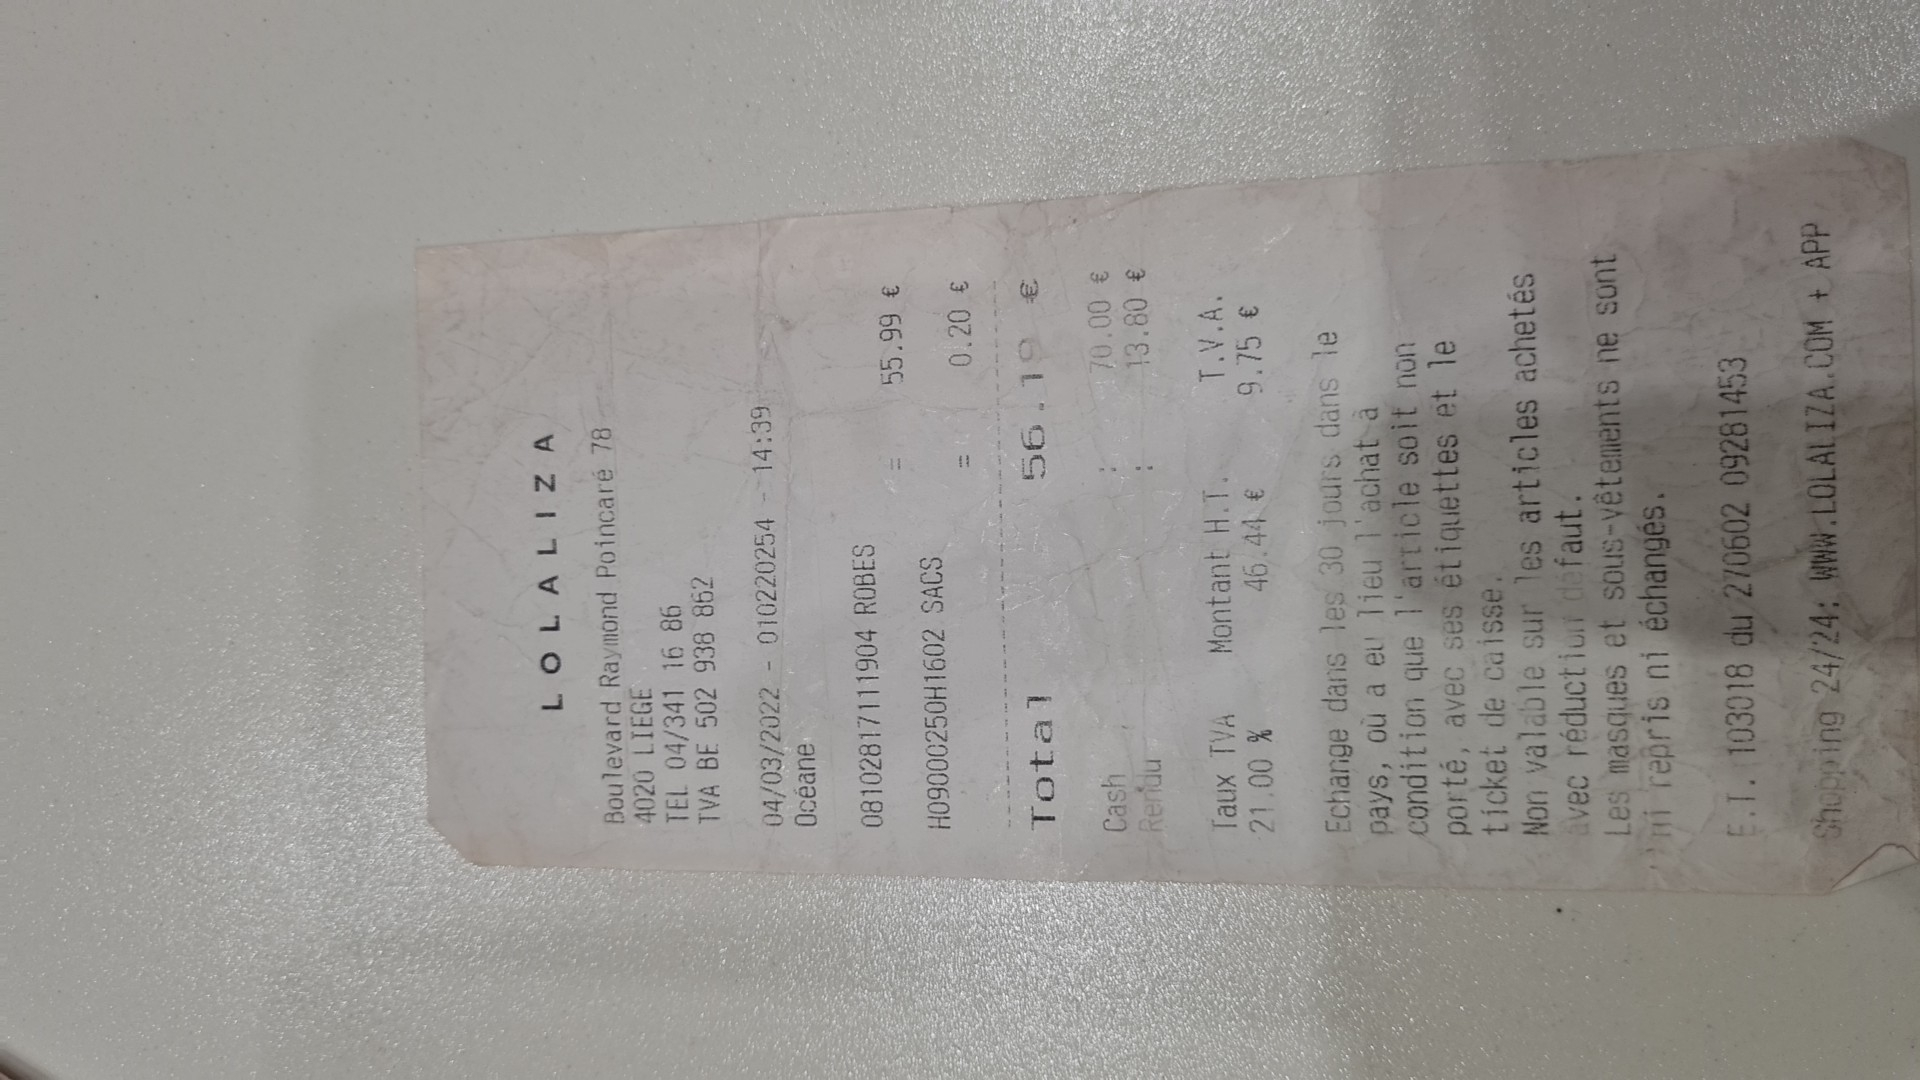 LOLALIZA
Boulevard Raymond Poincaré 78
4020 LIEGE
TEL 04/341 16 86
TVA BE 502 938 862
04/03/2022 - 0102202254 - 14:39
Océane
08102817111904 ROBES
= 55.99 €
H0900025OH1602 SACS
= 0.20 €
Total 56.19 €
Cash : 70.00 €
Rendu : 13.80 €
Taux TVA Montant H.T. T.V.A.
21.00 % 46.44 € 9.75 €
Echange dans les 30 jours dans le
pays, où a eu lieu l'achat à
condition que l'article soit non
porté, avec ses étiquettes et le
ticket de caisse.
Non valable sur les articles achetés
avec réduction défaut.
Les masques et sous-vêtements ne sont
ni repris ni échangés.
E.T. 103018 du 270602 09281453
Shopping 24/24: WWW.LOLALIZA.COM + APP